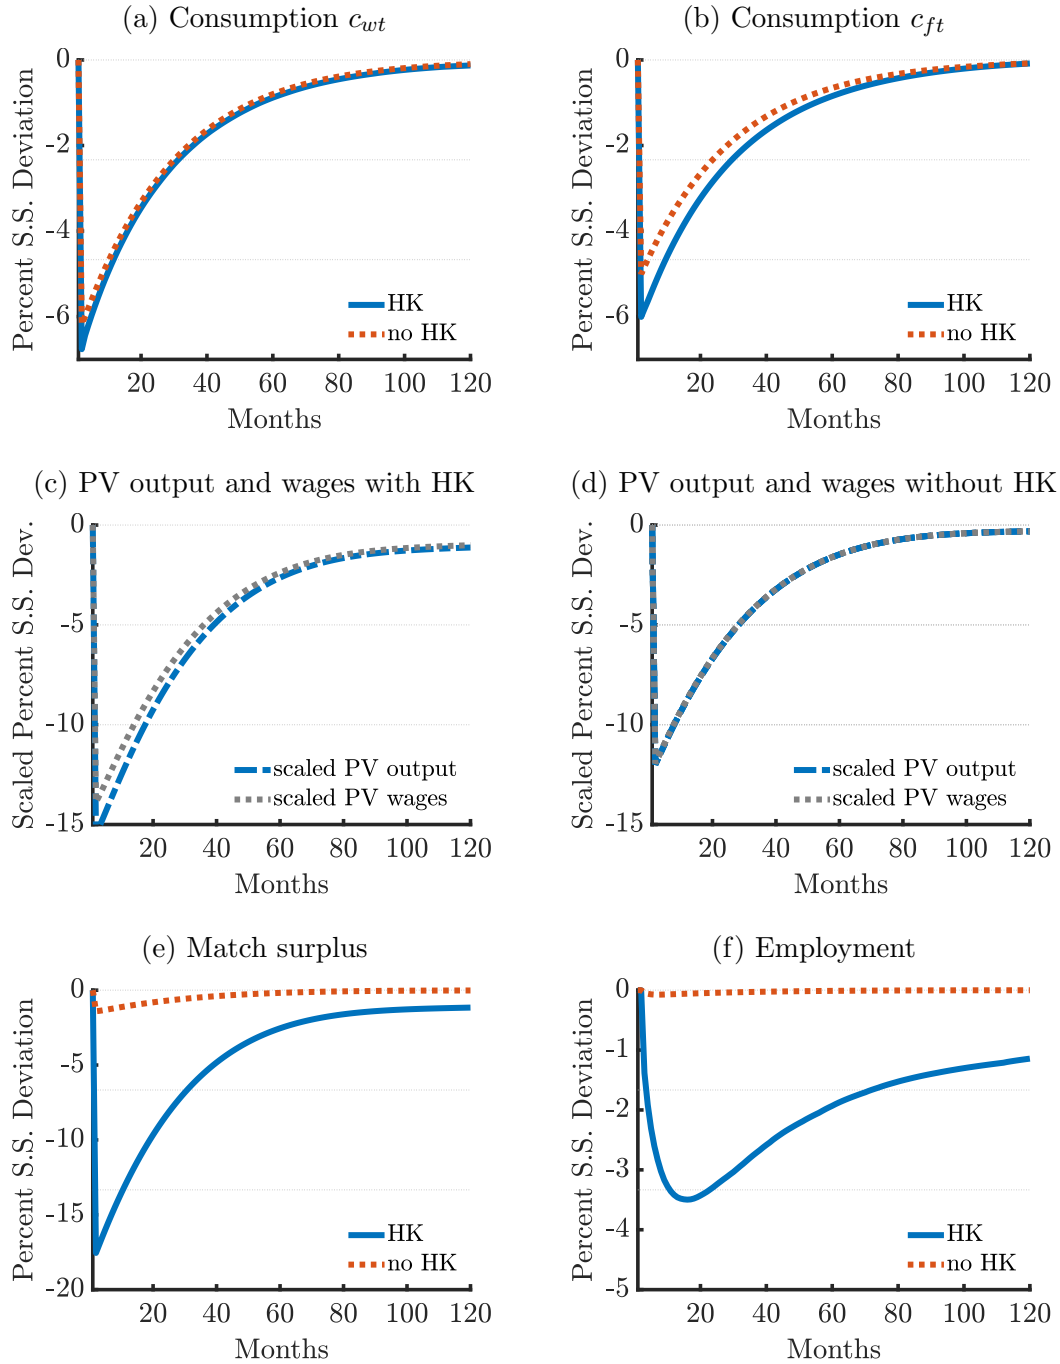 (a) Consumption c_{wt}
Percent S.S. Deviation
0
-2
-4
-6
HK
no HK
20 40 60 80 100 120
Months
(b) Consumption c_{ft}
Percent S.S. Deviation
0
-2
-4
-6
HK
no HK
20 40 60 80 100 120
Months
(c) PV output and wages with HK
Scaled Percent S.S. Dev.
0
-5
-10
-15
scaled PV output
scaled PV wages
20 40 60 80 100 120
Months
(d) PV output and wages without HK
Scaled Percent S.S. Dev.
0
-5
-10
-15
scaled PV output
scaled PV wages
20 40 60 80 100 120
Months
(e) Match surplus
Percent S.S. Deviation
0
-5
-10
-15
-20
HK
no HK
20 40 60 80 100 120
Months
(f) Employment
Percent S.S. Deviation
0
-1
-2
-3
-4
-5
HK
no HK
20 40 60 80 100 120
Months